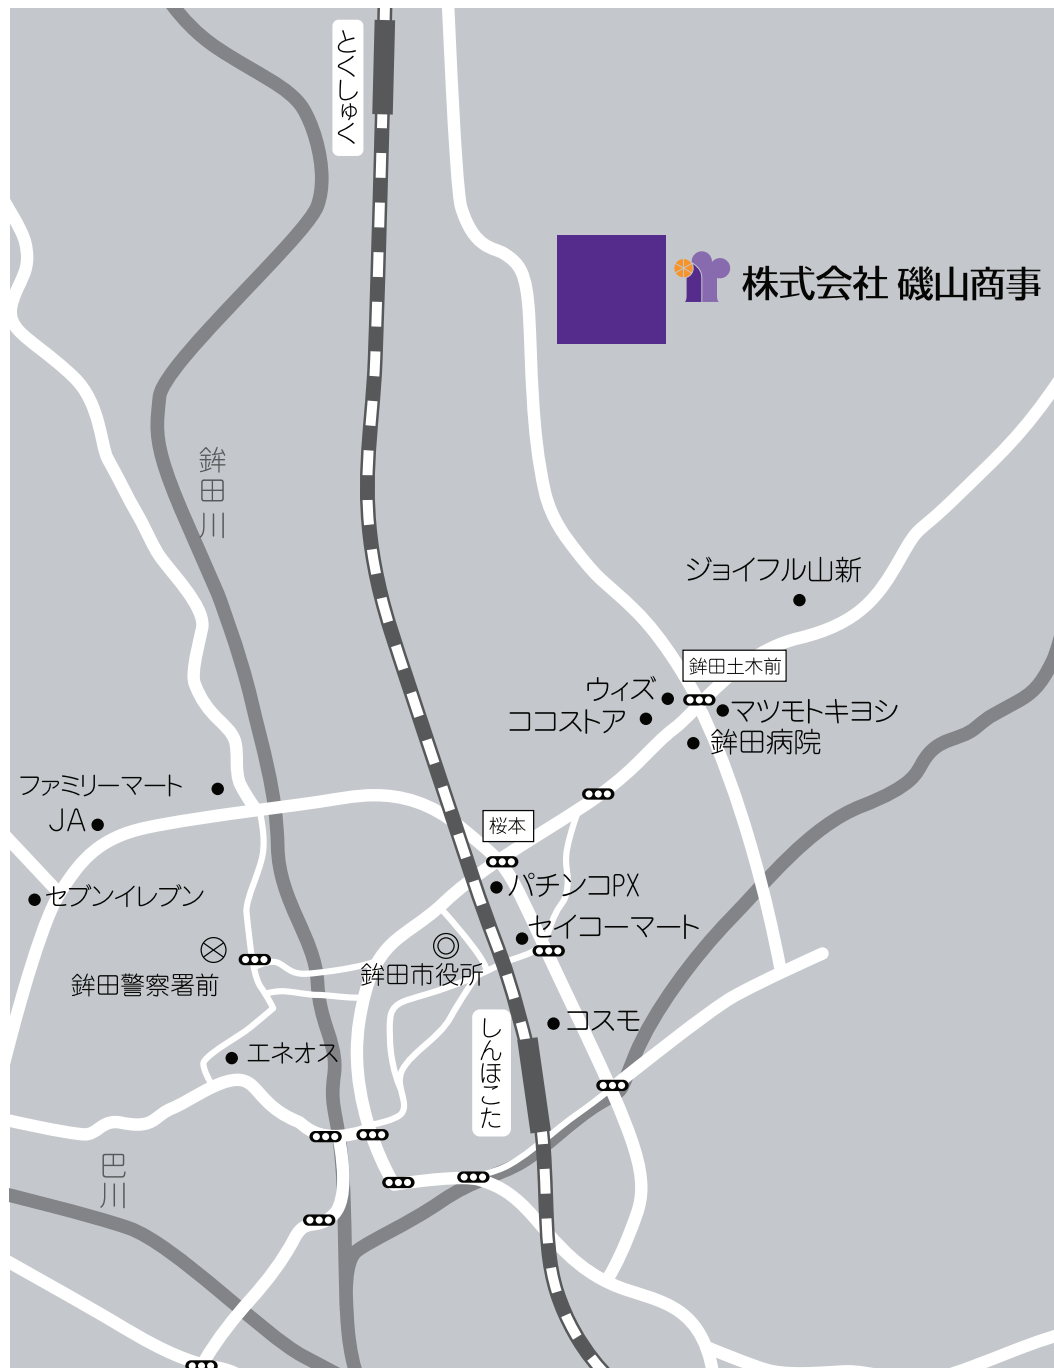 とくしゅく
株式会社 磯山商事
鉾田川
ジョイフル山新
鉾田土木前
ウィズ
ココストア
マツモトキヨシ
鉾田病院
ファミリーマート
JA
桜本
セブンイレブン
パチンコPX
セイコーマート
鉾田市役所
鉾田警察署前
コスモ
エネオス
しんほこた
巴川